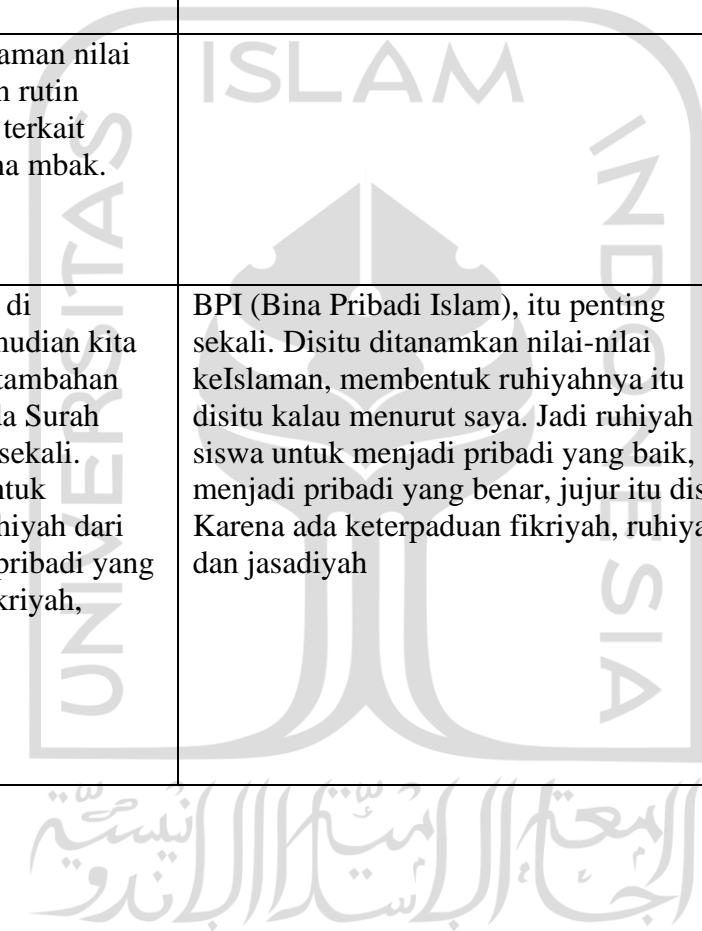 aman nilai
n rutin
terkait
na mbak.
di
nudian kita
tambahan
la Surah
sekali.
ntuk
hiyah dari
pribadi yang
kriyah,
BPI (Bina Pribadi Islam), itu penting
sekali. Disitu ditanamkan nilai-nilai
keIslaman, membentuk ruhiyahnya itu
disitu kalau menurut saya. Jadi ruhiyah
siswa untuk menjadi pribadi yang baik,
menjadi pribadi yang benar, jujur itu dis
Karena ada keterpaduan fikriyah, ruhiya
dan jasadiyah
ISLAM
UNIVERSITAS
INDONESIA